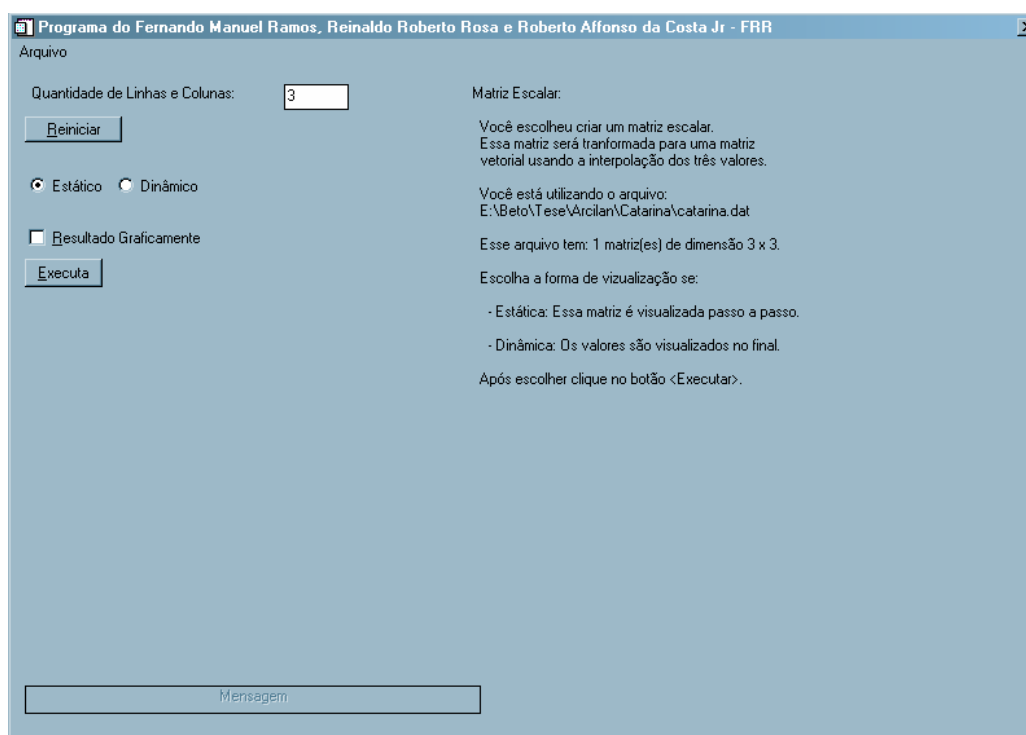 Programa do Fernando Manuel Ramos, Reinaldo Roberto Rosa e Roberto Affonso da Costa Jr - FRR
Arquivo
Quantidade de Linhas e Colunas:
3
Reiniciar
Estático
Dinâmico
Resultado Graficamente
Executa
Matriz Escalar:
Você escolheu criar um matriz escalar.
Essa matriz será tranformada para uma matriz
vetorial usando a interpolação dos três valores.
Você está utilizando o arquivo:
E:\Beto\Tese\Arcilan\Catarina\catarina.dat
Esse arquivo tem: 1 matriz(es) de dimensão 3 x 3.
Escolha a forma de vizualização se:
- Estática: Essa matriz é visualizada passo a passo.
- Dinâmica: Os valores são visualizados no final.
Após escolher clique no botão <Executar>.
Mensagem